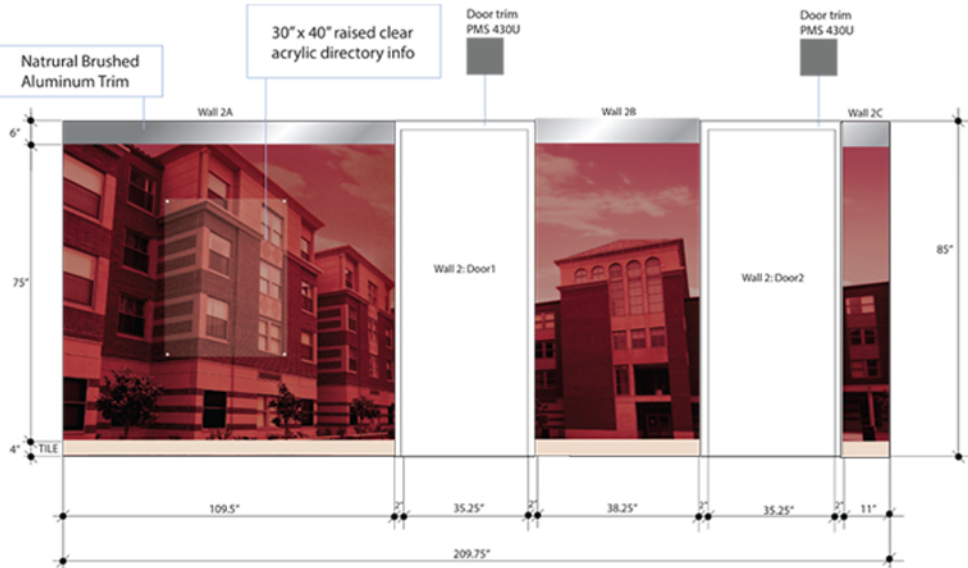 Door trim
PMS 430U
Door trim
PMS 430U
30” x 40” raised clear
acrylic directory info
Natrural Brushed
Aluminum Trim
Wall 2A
Wall 2B
Wall 2C
6”
75”
4”
TILE
Wall 2: Door1
Wall 2: Door2
85”
109.5”
2”
35.25”
2”
38.25”
2”
35.25”
2”
11”
209.75”